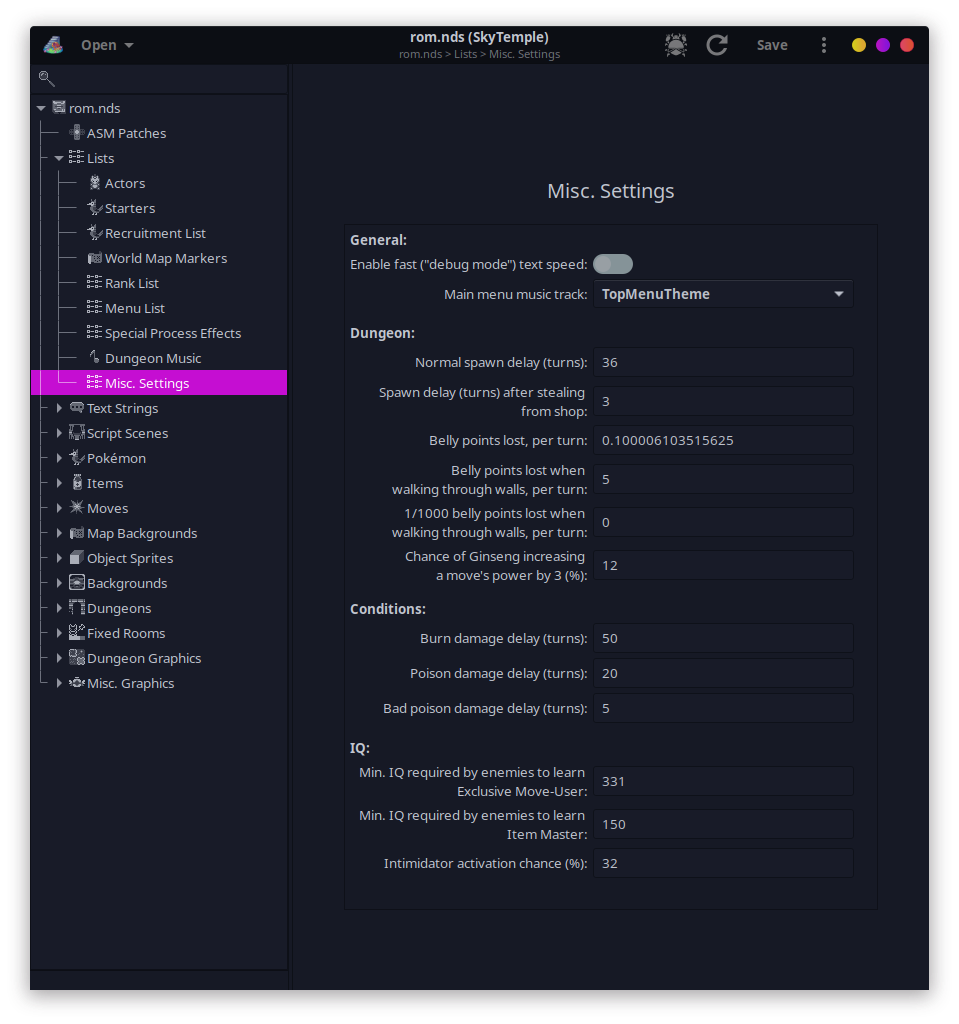 Open
rom.nds (SkyTemple)
rom.nds > Lists > Misc. Settings
Save
rom.nds
ASM Patches
Lists
Actors
Starters
Recruitment List
World Map Markers
Rank List
Menu List
Special Process Effects
Dungeon Music
Misc. Settings
Text Strings
Script Scenes
Pokémon
Items
Moves
Map Backgrounds
Object Sprites
Backgrounds
Dungeons
Fixed Rooms
Dungeon Graphics
Misc. Graphics
Misc. Settings
General:
Enable fast ("debug mode") text speed:
Main menu music track: TopMenuTheme
Dungeon:
Normal spawn delay (turns): 36
Spawn delay (turns) after stealing
from shop: 3
Belly points lost, per turn: 0.100006103515625
Belly points lost when
walking through walls, per turn: 5
1/1000 belly points lost when
walking through walls, per turn: 0
Chance of Ginseng increasing
a move's power by 3 (%): 12
Conditions:
Burn damage delay (turns): 50
Poison damage delay (turns): 20
Bad poison damage delay (turns): 5
IQ:
Min. IQ required by enemies to learn
Exclusive Move-User: 331
Min. IQ required by enemies to learn
Item Master: 150
Intimidator activation chance (%): 32